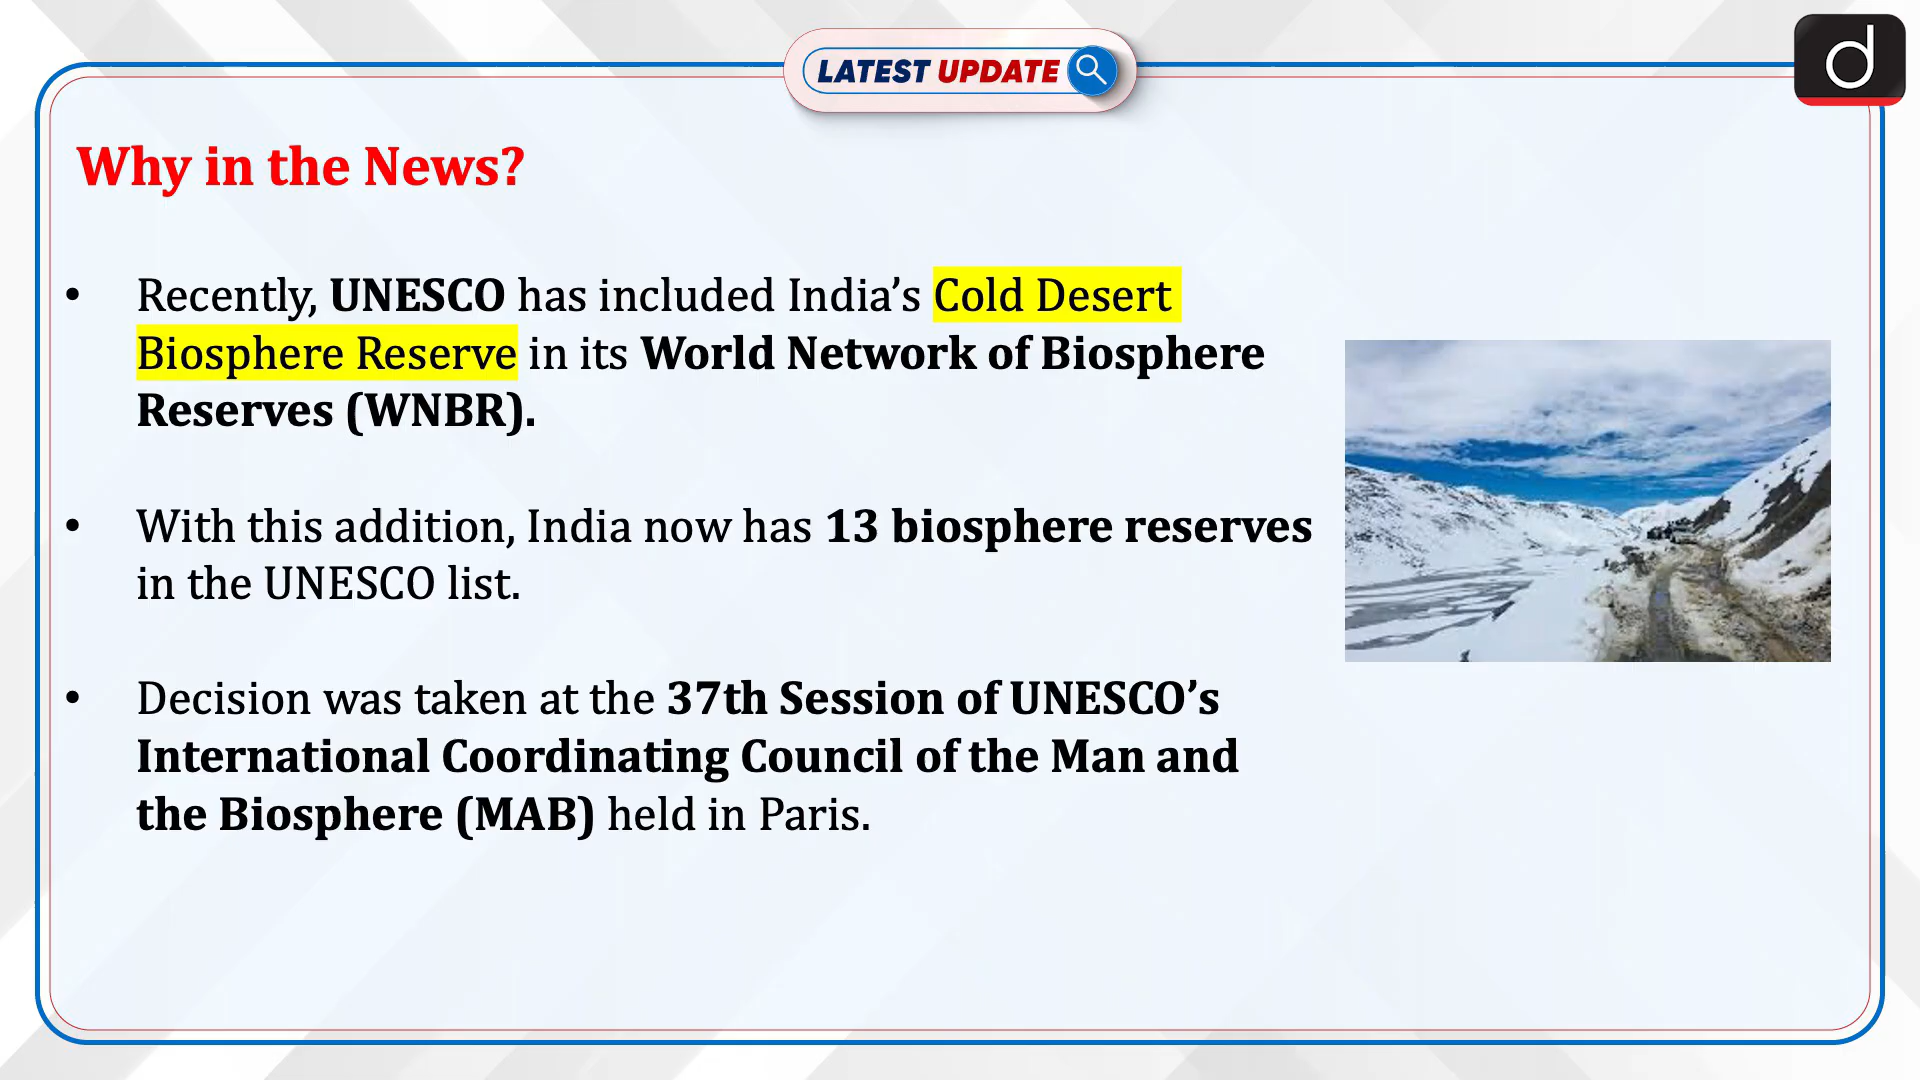 LATEST UPDATE
d
Why in the News?
• Recently, UNESCO has included India’s Cold Desert
Biosphere Reserve in its World Network of Biosphere
Reserves (WNBR).
• With this addition, India now has 13 biosphere reserves
in the UNESCO list.
• Decision was taken at the 37th Session of UNESCO’s
International Coordinating Council of the Man and
the Biosphere (MAB) held in Paris.